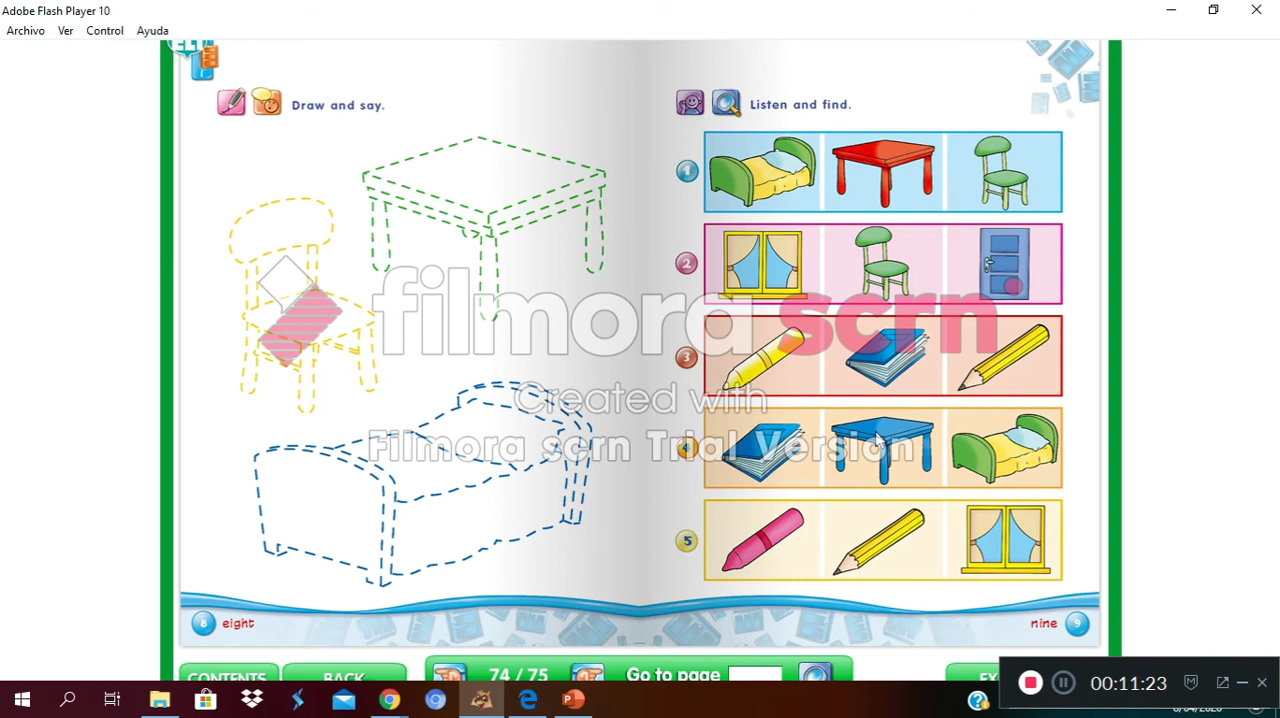 Adobe Flash Player 10
Archivo Ver Control Ayuda
ELI
Draw and say.
Listen and find.
1
2
3
4
5
filmora scrn
Created with
Filmora scrn Trial Version
8 eight
nine 9
CONTENTS
BACK
74 / 75
Go to page
EX
00:11:23